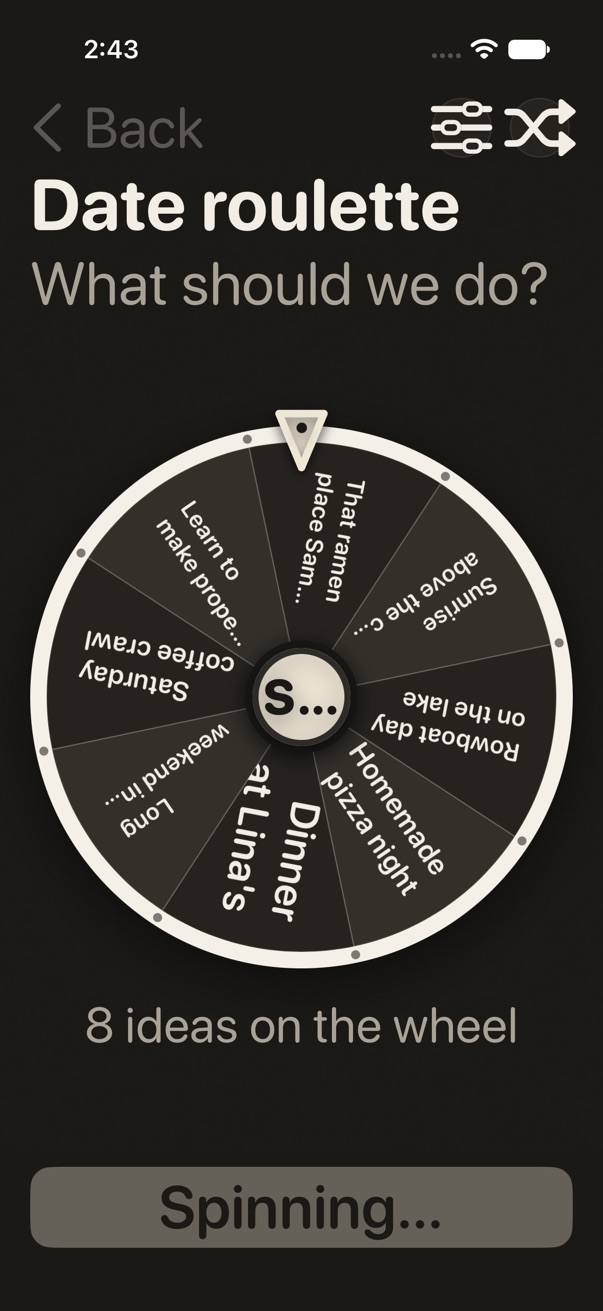 2:43
Back
Date roulette
What should we do?
That ramen
place Sam...
Sunrise
above the c...
Rowboat day
on the lake
Homemade
pizza night
Dinner
at Lina's
Long
weekend in...
Saturday
coffee crawl
Learn to
make prope...
S...
8 ideas on the wheel
Spinning...